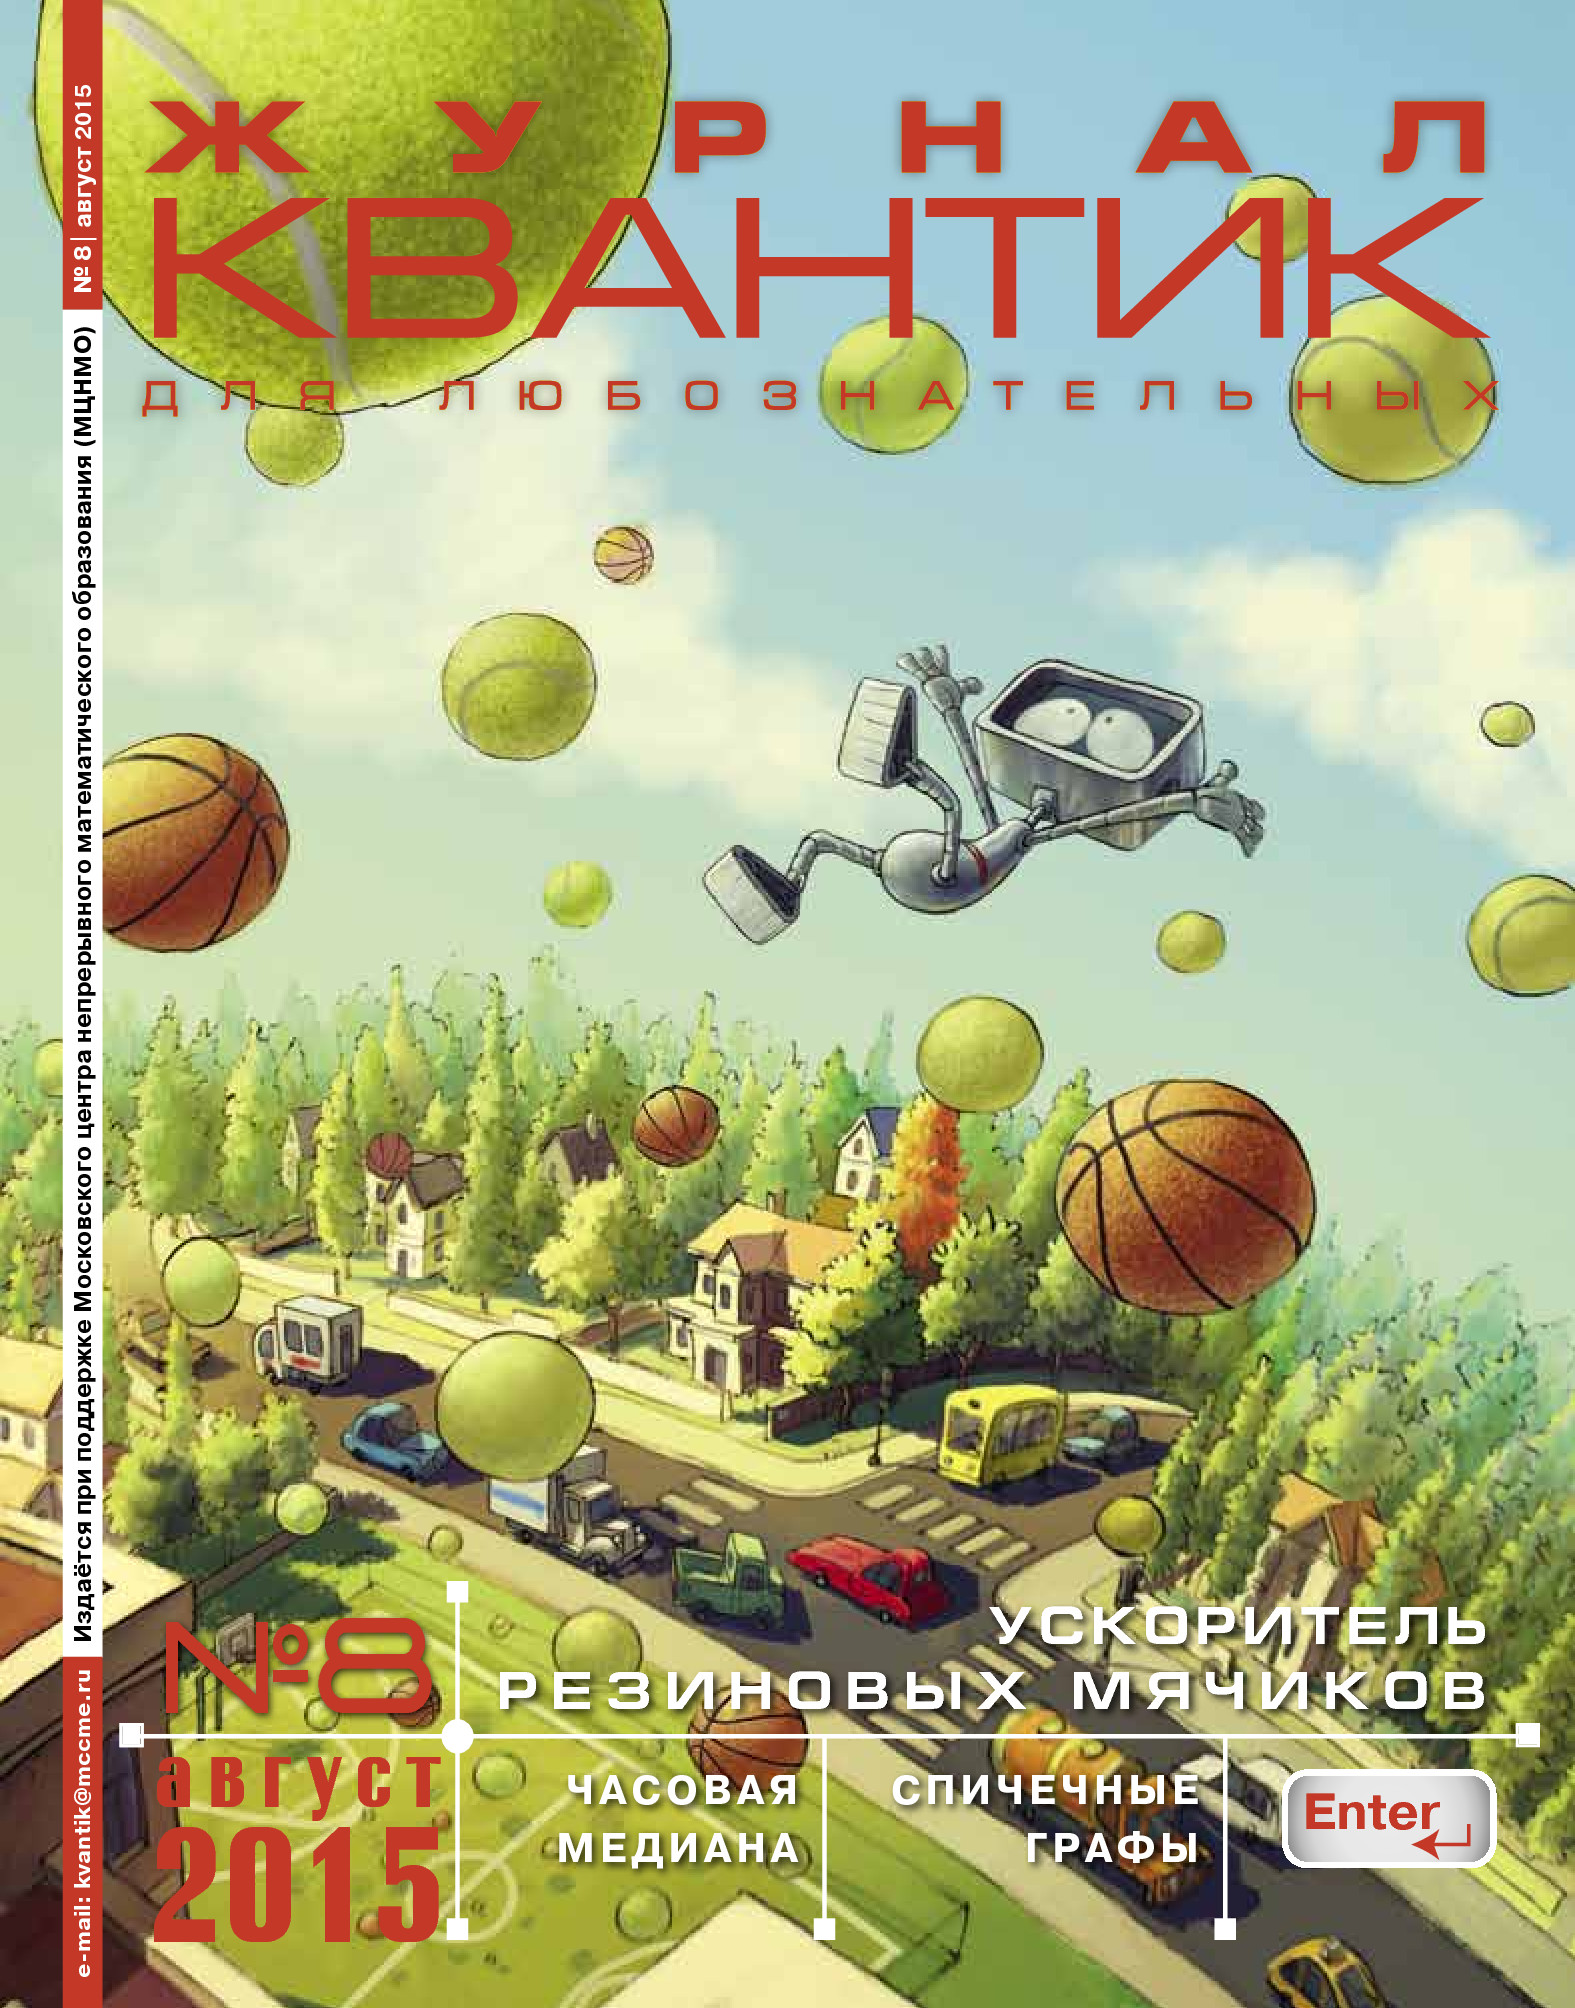 ЖУРНАЛ
КВАНТИК
ДЛЯ ЛЮБОЗНАТЕЛЬНЫХ
№ 8 | август 2015
Издаётся при поддержке Московского центра непрерывного математического образования (МЦНМО)
e-mail: kvantik@mccme.ru
№8
август
2015
УСКОРИТЕЛЬ
РЕЗИНОВЫХ МЯЧИКОВ
ЧАСОВАЯ
МЕДИАНА
СПИЧЕЧНЫЕ
ГРАФЫ
Enter